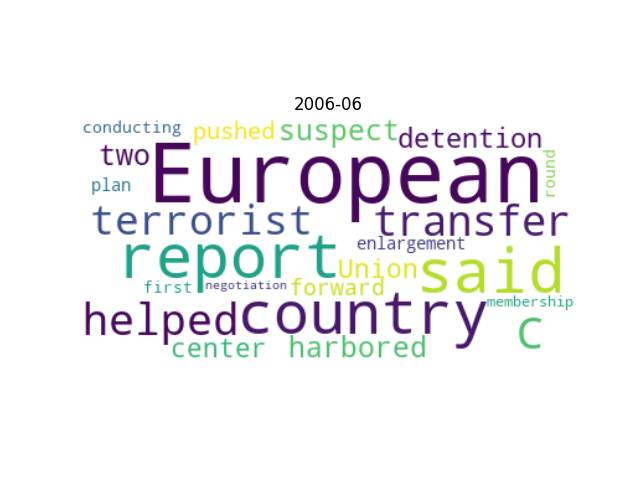 2006-06
conducting pushed suspect detention
two European round
plan
terrorist transfer
report enlargement
Union said
first negotiation forward membership
helped country C
center harbored